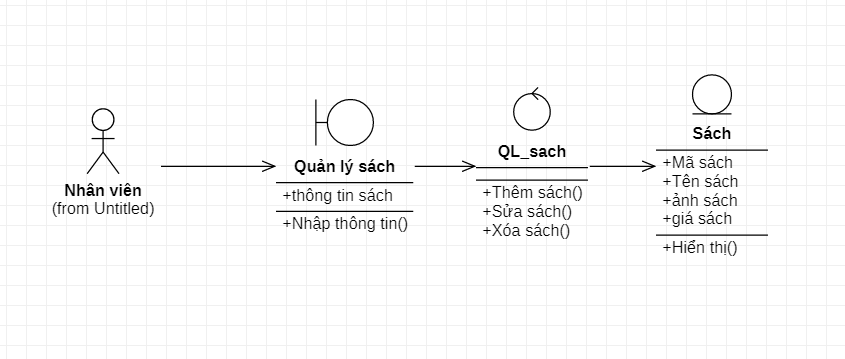 Nhân viên
(from Untitled)
Quản lý sách
+thông tin sách
+Nhập thông tin()
QL_sach
+Thêm sách()
+Sửa sách()
+Xóa sách()
Sách
+Mã sách
+Tên sách
+ảnh sách
+giá sách
+Hiển thị()